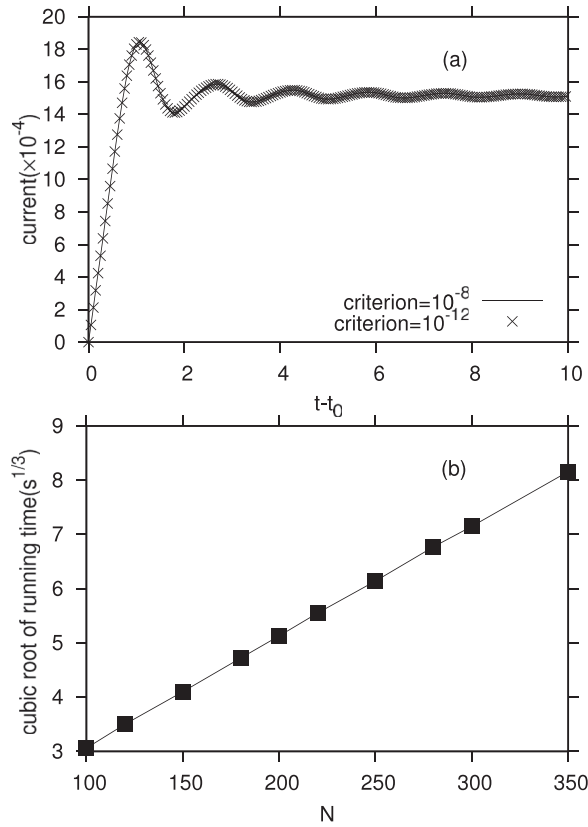 20
18
16
14
12
10
8
6
4
2
0
current(×10⁻⁴)
(a)
criterion=10⁻⁸
criterion=10⁻¹²
0 2 4 6 8 10
t-t₀
9
8
7
6
5
4
3
cubic root of running time(s^1/3)
(b)
100 150 200 250 300 350
N